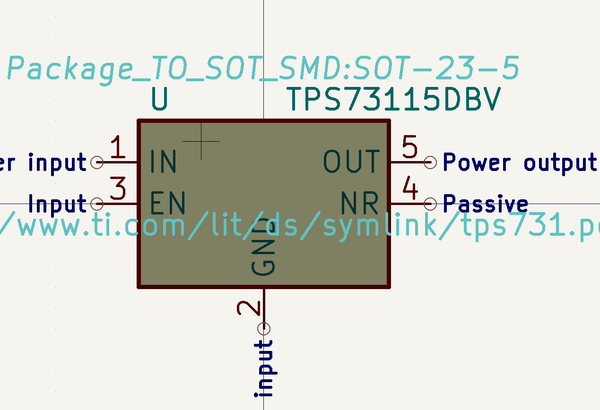 Package_TO_SOT_SMD:SOT-23-5
U TPS73115DBV
er input 1 IN OUT 5 Power output
Input 3 EN NR 4 Passive
/www.ti.com/lit/ds/symlink/tps731.p
GND
2
input